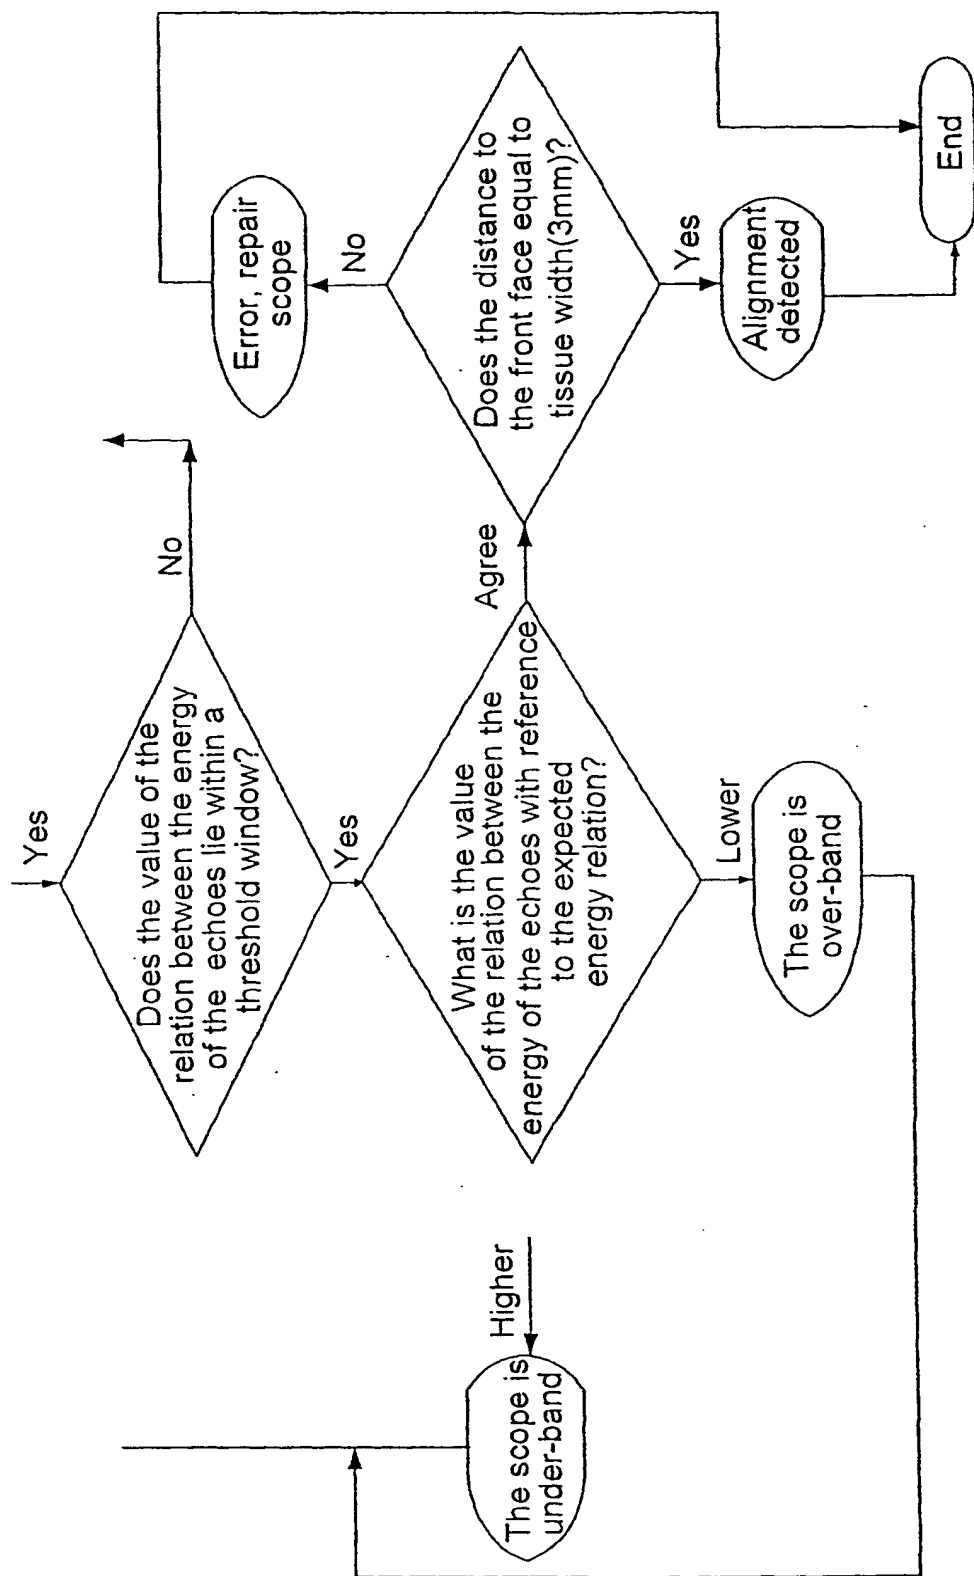 Yes
Does the value of the
relation between the energy
of the echoes lie within a
threshold window?
No
Yes
What is the value
of the relation between the
energy of the echoes with reference
to the expected
energy relation?
Higher
The scope is
under-band
Agree
Lower
The scope is
over-band
Does the distance to
the front face equal to
tissue width(3mm)?
No
Error, repair
scope
Yes
Alignment
detected
End